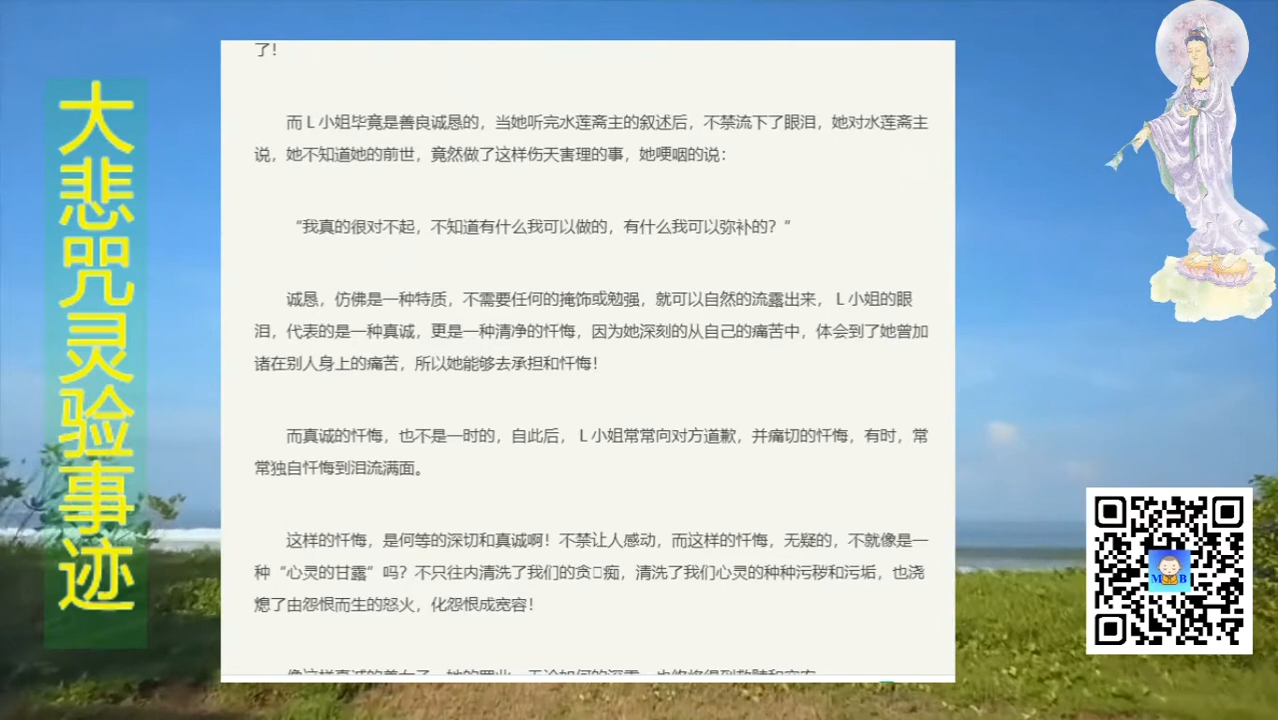 大悲咒灵验事迹
了！
而Ｌ小姐毕竟是善良诚恳的，当她听完水莲斋主的叙述后，不禁流下了眼泪，她对水莲斋主
说，她不知道她的前世，竟然做了这样伤天害理的事，她哽咽的说：
“我真的很对不起，不知道有什么我可以做的，有什么我可以弥补的？”
诚恳，仿佛是一种特质，不需要任何的掩饰或勉强，就可以自然的流露出来，Ｌ小姐的眼
泪，代表的是一种真诚，更是一种清净的忏悔，因为她深刻的从自己的痛苦中，体会到了她曾加
诸在别人身上的痛苦，所以她能够去承担和忏悔！
而真诚的忏悔，也不是一时的，自此后，Ｌ小姐常常向对方道歉，并痛切的忏悔，有时，常
常独自忏悔到泪流满面。
这样的忏悔，是何等的深切和真诚啊！不禁让人感动，而这样的忏悔，无疑的，不就像是一
种“心灵的甘露”吗？不只往内清洗了我们的贪□痴，清洗了我们心灵的种种污秽和污垢，也浇
熄了由怨恨而生的怒火，化怨恨成宽容！
M B